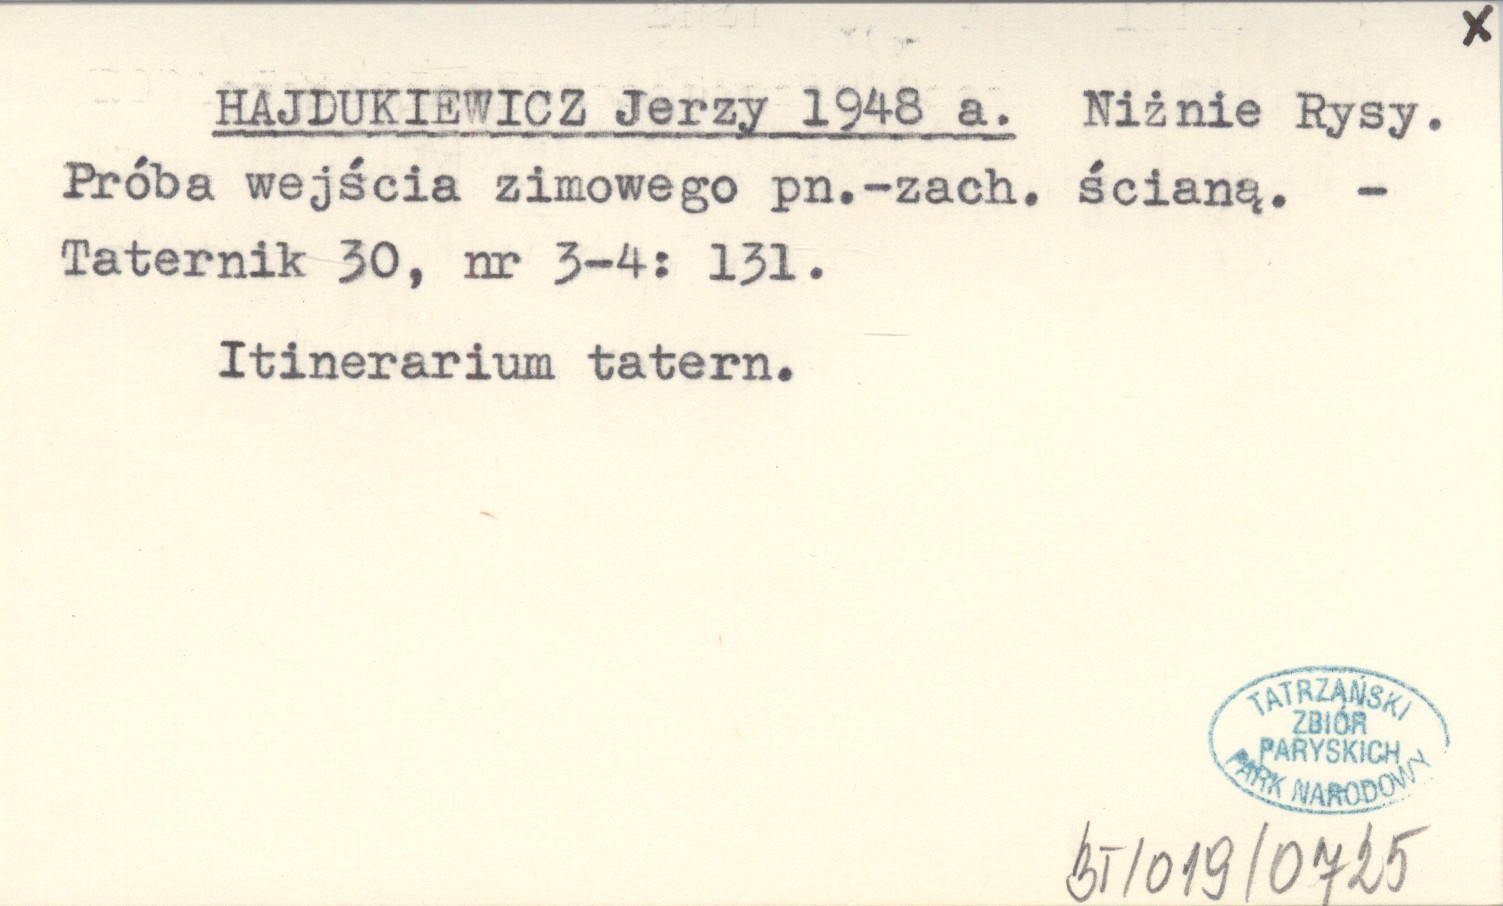 x
HAJDUKIEWICZ Jerzy 1948 a. Niżnie Rysy.
Próba wejścia zimowego pn.-zach. ścianą. -
Taternik 30, nr 3-4: 131.
Itinerarium tatern.
TATRZAŃSKI
ZBIÓR
PARYSKICH
PARK NARODOWY
BT/019/0725